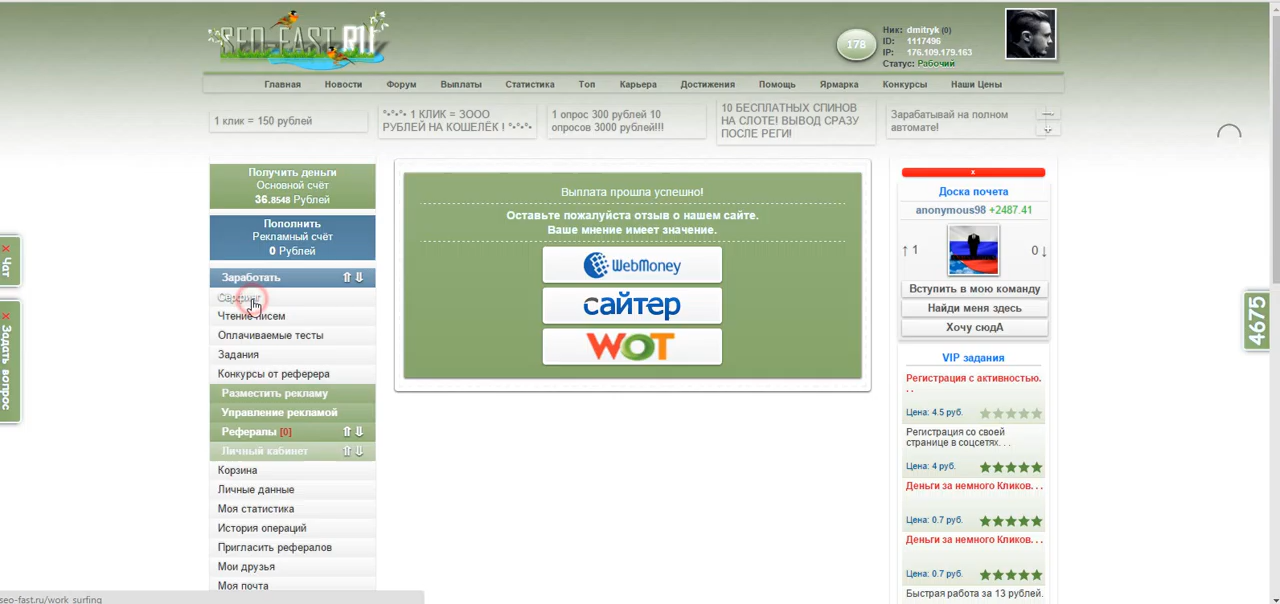 SEO-FAST.RU
178
Ник: dmitryk (0)
ID: 1117496
IP: 176.109.179.163
Статус: Рабочий
Главная Новости Форум Выплаты Статистика Топ Карьера Достижения Помощь Ярмарка Конкурсы Наши Цены
1 клик = 150 рублей
°•°•°• 1 КЛИК = ЗООО
РУБЛЕЙ НА КОШЕЛЁК ! °•°•°•
1 опрос 300 рублей 10
опросов 3000 рублей!!!
10 БЕСПЛАТНЫХ СПИНОВ
НА СЛОТЕ! ВЫВОД СРАЗУ
ПОСЛЕ РЕГИ!
Зарабатывай на полном
автомате!
x Чат
x Задать вопрос
Получить деньги
Основной счёт
36.8548 Рублей
Пополнить
Рекламный счёт
0 Рублей
Заработать ⇑⇓
Серфинг
Чтение писем
Оплачиваемые тесты
Задания
Конкурсы от реферера
Разместить рекламу
Управление рекламой
Рефералы [0] ⇑⇓
Личный кабинет ⇑⇓
Корзина
Личные данные
Моя статистика
История операций
Пригласить рефералов
Мои друзья
Моя почта
Выплата прошла успешно!
Оставьте пожалуйста отзыв о нашем сайте.
Ваше мнение имеет значение.
WebMoney
сайтер
WOT
x
Доска почета
anonymous98 +2487.41
↑ 1 0 ↓
Вступить в мою команду
Найди меня здесь
Хочу сюдА
VIP задания
Регистрация с активностью.
. .
Цена: 4.5 руб.
Регистрация со своей
странице в соцсетях. . .
Цена: 4 руб.
Деньги за немного Кликов. . .
Цена: 0.7 руб.
Деньги за немного Кликов. . .
Цена: 0.7 руб.
Быстрая работа за 13 рублей.
4675
seo-fast.ru/work_surfing